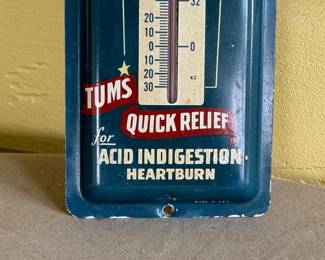 32
20
10
0 0
10
20
30
TUMS
QUICK RELIEF
for
ACID INDIGESTION
HEARTBURN